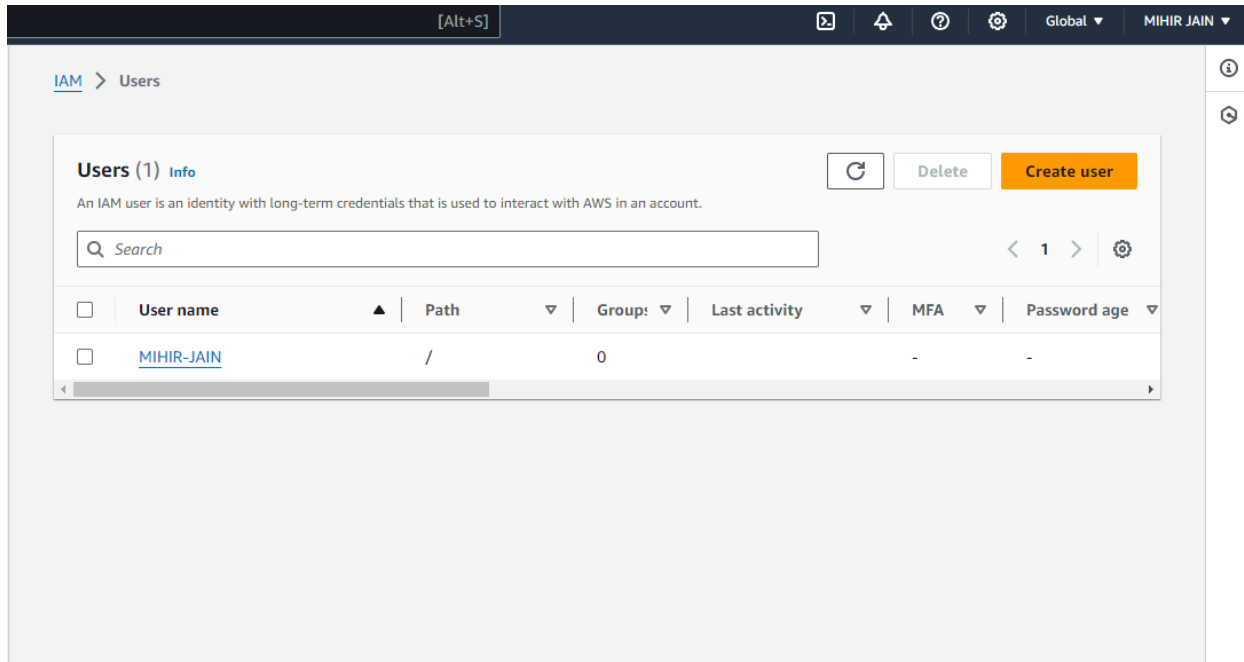 [Alt+S] Global ▼ MIHIR JAIN ▼
IAM > Users
Users (1) Info
Delete
Create user
An IAM user is an identity with long-term credentials that is used to interact with AWS in an account.
Search
1
User name Path Groups Last activity MFA Password age
MIHIR-JAIN / 0 - -